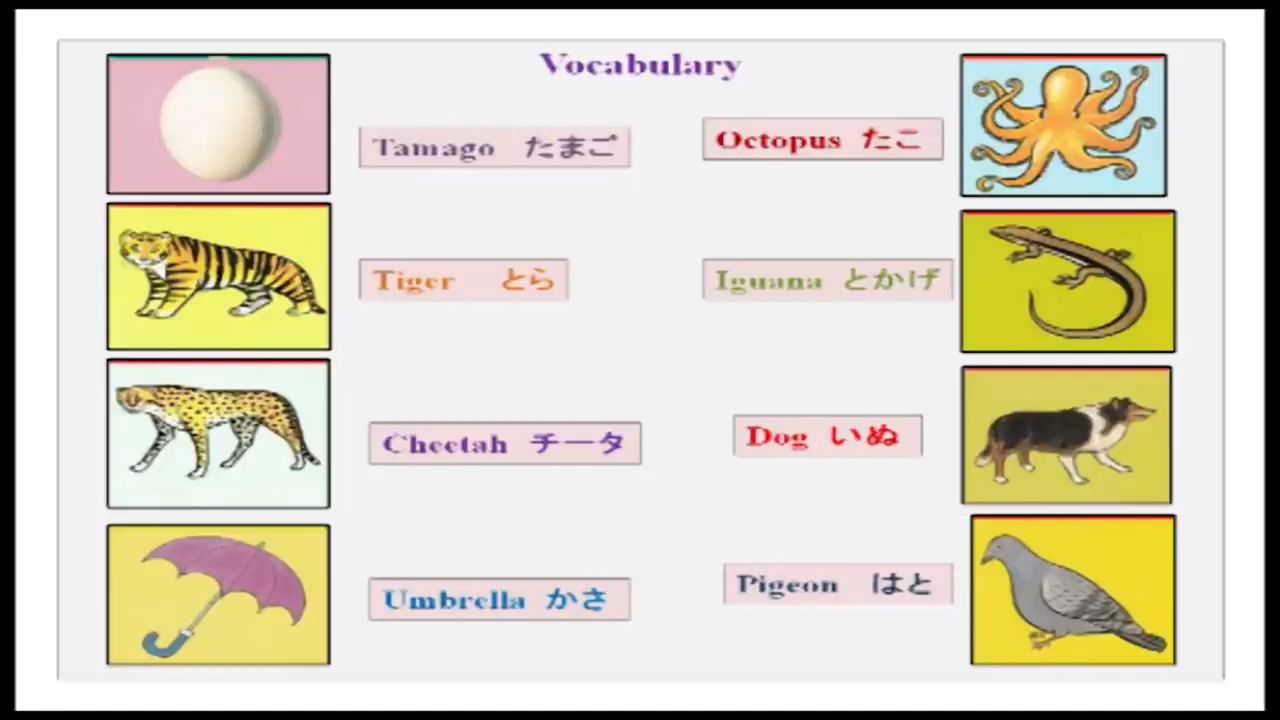 Vocabulary
Tamago たまご
Octopus たこ
Tiger とら
Iguana とかげ
Cheetah チータ
Dog いぬ
Umbrella かさ
Pigeon はと